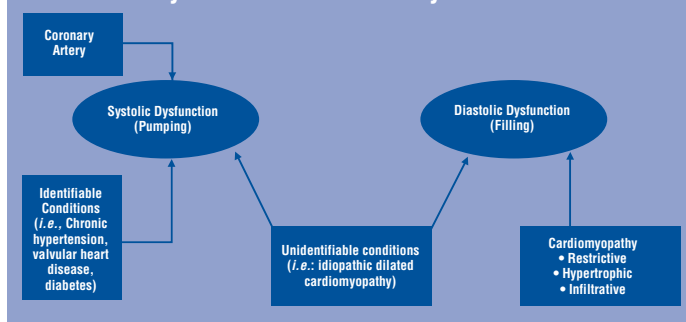 Coronary
Artery
Systolic Dysfunction
(Pumping)
Diastolic Dysfunction
(Filling)
Identifiable
Conditions
(i.e., Chronic
hypertension,
valvular heart
disease,
diabetes)
Unidentifiable conditions
(i.e.: idiopathic dilated
cardiomyopathy)
Cardiomyopathy
• Restrictive
• Hypertrophic
• Infiltrative